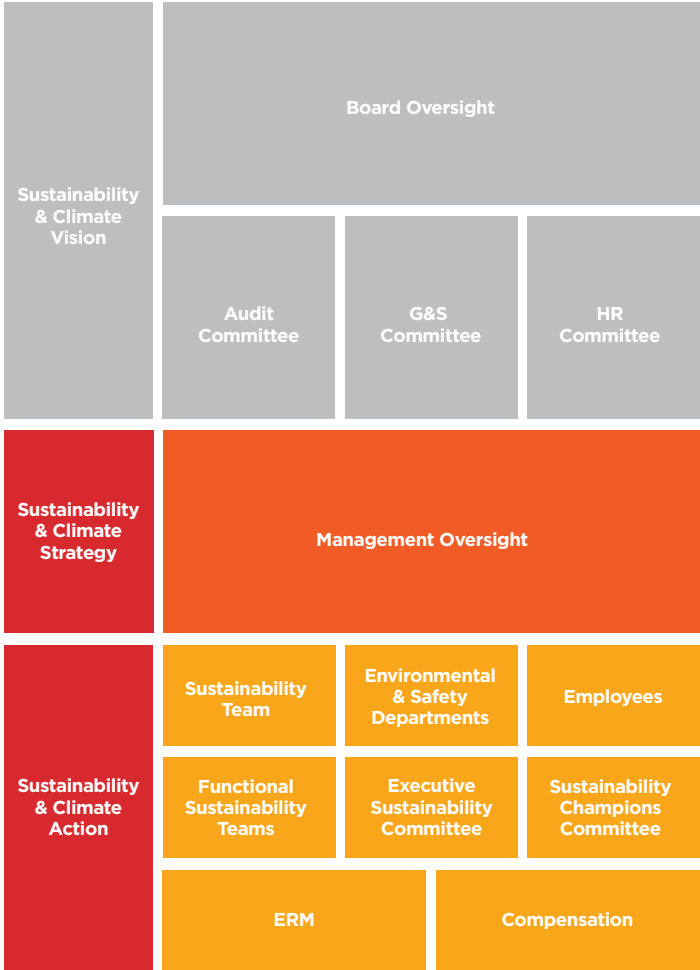 Board Oversight
Sustainability
& Climate
Vision
Audit
Committee
G&S
Committee
HR
Committee
Sustainability
& Climate
Strategy
Management Oversight
Sustainability
& Climate
Action
Sustainability
Team
Environmental
& Safety
Departments
Employees
Functional
Sustainability
Teams
Executive
Sustainability
Committee
Sustainability
Champions
Committee
ERM
Compensation